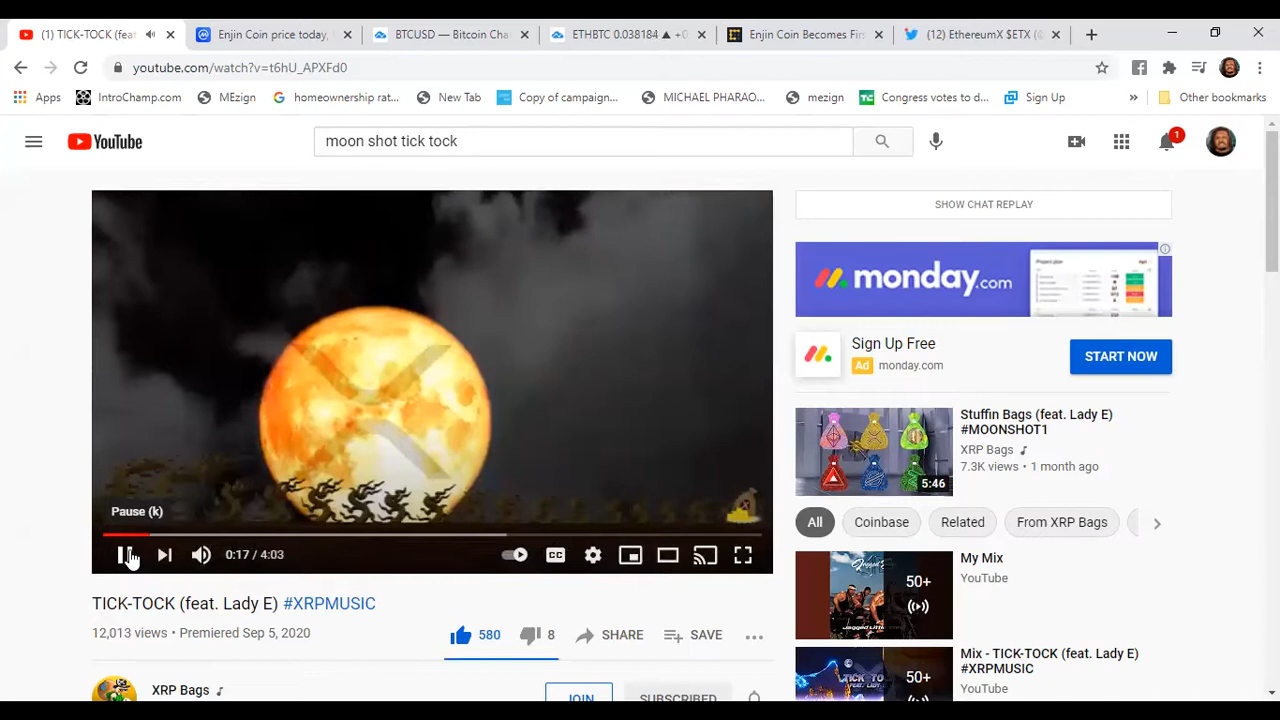 (1) TICK-TOCK (fea
Enjin Coin price today,
BTCUSD — Bitcoin Cha
ETHBTC 0.038184 ▲ +0
Enjin Coin Becomes Firs
(12) EthereumX $ETX (@
youtube.com/watch?v=t6hU_APXFd0
Apps
IntroChamp.com
MEzign
homeownership rat...
New Tab
Copy of campaign...
MICHAEL PHARAO...
mezign
Congress votes to d...
Sign Up
»
Other bookmarks
YouTube
moon shot tick tock
1
SHOW CHAT REPLAY
monday.com
Project plan
Sign Up Free
Ad monday.com
START NOW
Stuffin Bags (feat. Lady E)
#MOONSHOT1
XRP Bags
7.3K views • 1 month ago
5:46
Pause (k)
0:17 / 4:03
CC
All
Coinbase
Related
From XRP Bags
My Mix
YouTube
50+
TICK-TOCK (feat. Lady E) #XRPMUSIC
12,013 views • Premiered Sep 5, 2020
580
8
SHARE
SAVE
Mix - TICK-TOCK (feat. Lady E)
#XRPMUSIC
YouTube
50+
XRP Bags
JOIN
SUBSCRIBED